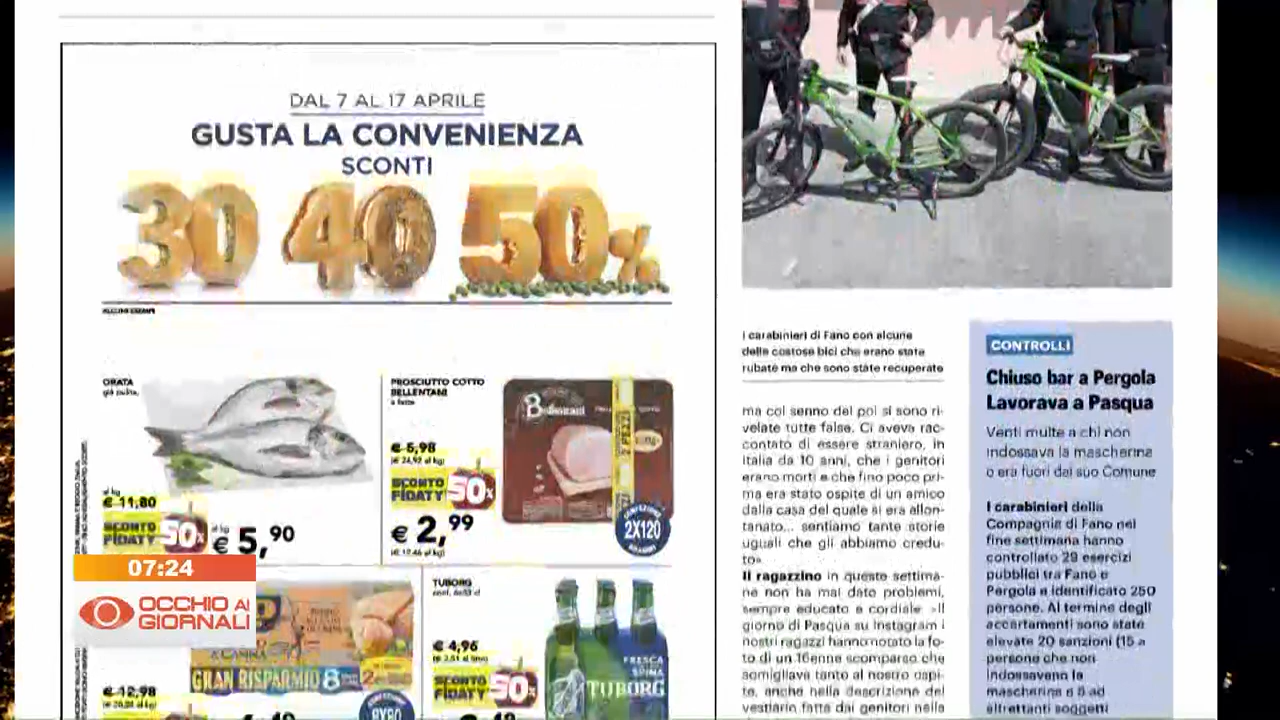 DAL 7 AL 17 APRILE
GUSTA LA CONVENIENZA
SCONTI
30 40 50%
ORATA
PROSCIUTTO COTTO
BELLENTANI
€ 5,98
SCONTO
FIDATY 50%
€ 2,99
2X120
€ 11,80
SCONTO
FIDATY 50%
al kg
€ 5,90
TUBORG
€ 4,96
SCONTO
FIDATY 50%
FRESCA
SPINA
TUBORG
GRAN RISPARMIO 8
€ 12,98
07:24
OCCHIO AI
GIORNALI
I carabinieri di Fano con alcune
delle costose bici che erano state
rubate ma che sono state recuperate
ma col senno del poi si sono ri-
velate tutte false. Ci aveva rac-
contato di essere straniero, in
Italia da 10 anni, che i genitori
erano morti e che fino poco pri-
ma era stato ospite di un amico
dalla casa del quale si era allon-
tanato... sentiamo tante storie
uguali che gli abbiamo credu-
to».
Il ragazzino in queste settima-
ne non ha mai dato problemi,
sempre educato e cordiale «Il
giorno di Pasqua su Instagram i
nostri ragazzi hanno notato la fo-
to di un 16enne scomparso che
somigliava tanto al nostro ospi-
te, anche nella descrizione del
vestiario fatta dai genitori nella
CONTROLLI
Chiuso bar a Pergola
Lavorava a Pasqua
Venti multe a chi non
indossava la mascherina
o era fuori dal suo Comune
I carabinieri della
Compagnia di Fano nel
fine settimana hanno
controllato 29 esercizi
pubblici tra Fano e
Pergola e identificato 250
persone. Al termine degli
accertamenti sono state
elevate 20 sanzioni (15 a
persone che non
indossavano la
mascherina e 5 ad
altrettanti soggetti